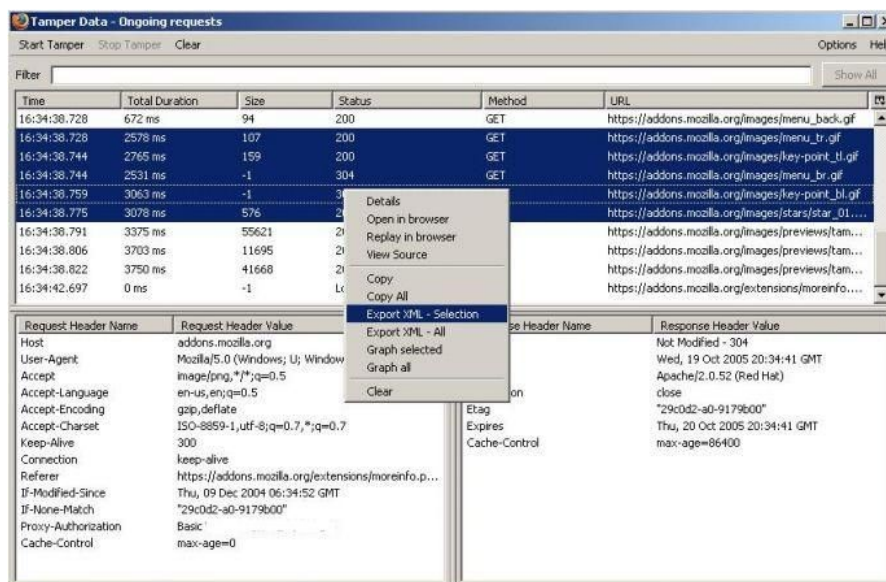 Tamper Data - Ongoing requests
Start Tamper Stop Tamper Clear Options Hel
Filter Show All
Time Total Duration Size Status Method URL
16:34:38.728 672 ms 94 200 GET https://addons.mozilla.org/images/menu_back.gif
16:34:38.728 2578 ms 107 200 GET https://addons.mozilla.org/images/menu_tr.gif
16:34:38.744 2765 ms 159 200 GET https://addons.mozilla.org/images/key-point_tl.gif
16:34:38.744 2531 ms -1 304 GET https://addons.mozilla.org/images/menu_br.gif
16:34:38.759 3063 ms -1 3 https://addons.mozilla.org/images/key-point_bl.gif
16:34:38.775 3078 ms 576 2 https://addons.mozilla.org/images/stars/star_01....
16:34:38.791 3375 ms 55621 2 https://addons.mozilla.org/images/previews/tam...
16:34:38.806 3703 ms 11695 2 https://addons.mozilla.org/images/previews/tam...
16:34:38.822 3750 ms 41668 2 https://addons.mozilla.org/images/previews/tam...
16:34:42.697 0 ms -1 Lo https://addons.mozilla.org/extensions/moreinfo....
Details
Open in browser
Replay in browser
View Source
Copy
Copy All
Export XML - Selection
Export XML - All
Graph selected
Graph all
Clear
Request Header Name Request Header Value
Host addons.mozilla.org
User-Agent Mozilla/5.0 (Windows; U; Window
Accept image/png,*/*;q=0.5
Accept-Language en-us,en;q=0.5
Accept-Encoding gzip,deflate
Accept-Charset ISO-8859-1,utf-8;q=0.7,*;q=0.7
Keep-Alive 300
Connection keep-alive
Referer https://addons.mozilla.org/extensions/moreinfo.p...
If-Modified-Since Thu, 09 Dec 2004 06:34:52 GMT
If-None-Match "29c0d2-a0-9179b00"
Proxy-Authorization Basic
Cache-Control max-age=0
se Header Name Response Header Value
Not Modified - 304
Wed, 19 Oct 2005 20:34:41 GMT
Apache/2.0.52 (Red Hat)
on close
Etag "29c0d2-a0-9179b00"
Expires Thu, 20 Oct 2005 20:34:41 GMT
Cache-Control max-age=86400